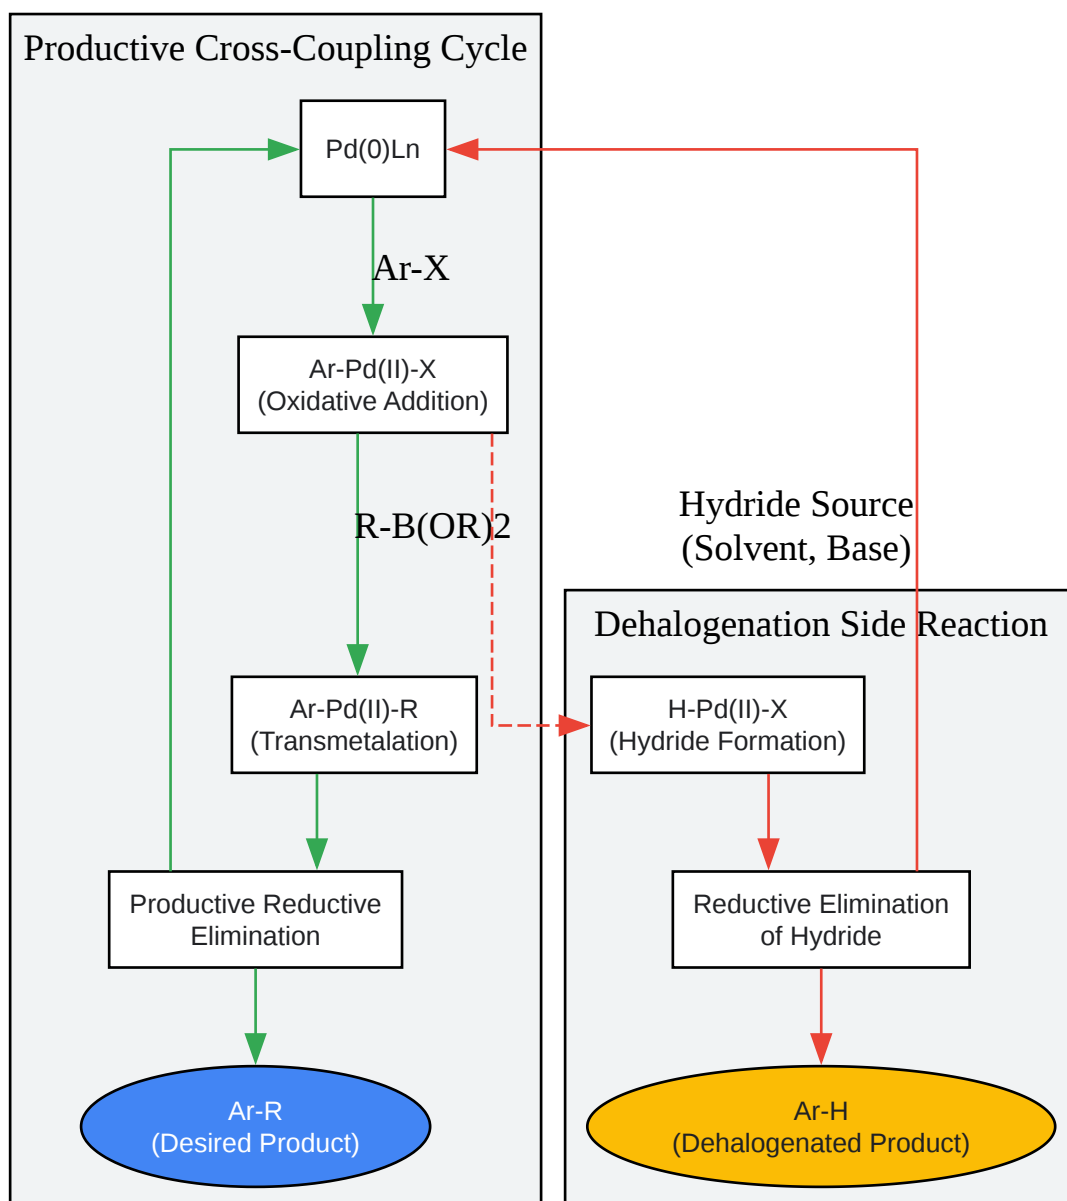 Productive Cross-Coupling Cycle
Pd(0)Ln
Ar-X
Ar-Pd(II)-X
(Oxidative Addition)
R-B(OR)2
Hydride Source
(Solvent, Base)
Dehalogenation Side Reaction
Ar-Pd(II)-R
(Transmetalation)
H-Pd(II)-X
(Hydride Formation)
Productive Reductive
Elimination
Reductive Elimination
of Hydride
Ar-R
(Desired Product)
Ar-H
(Dehalogenated Product)